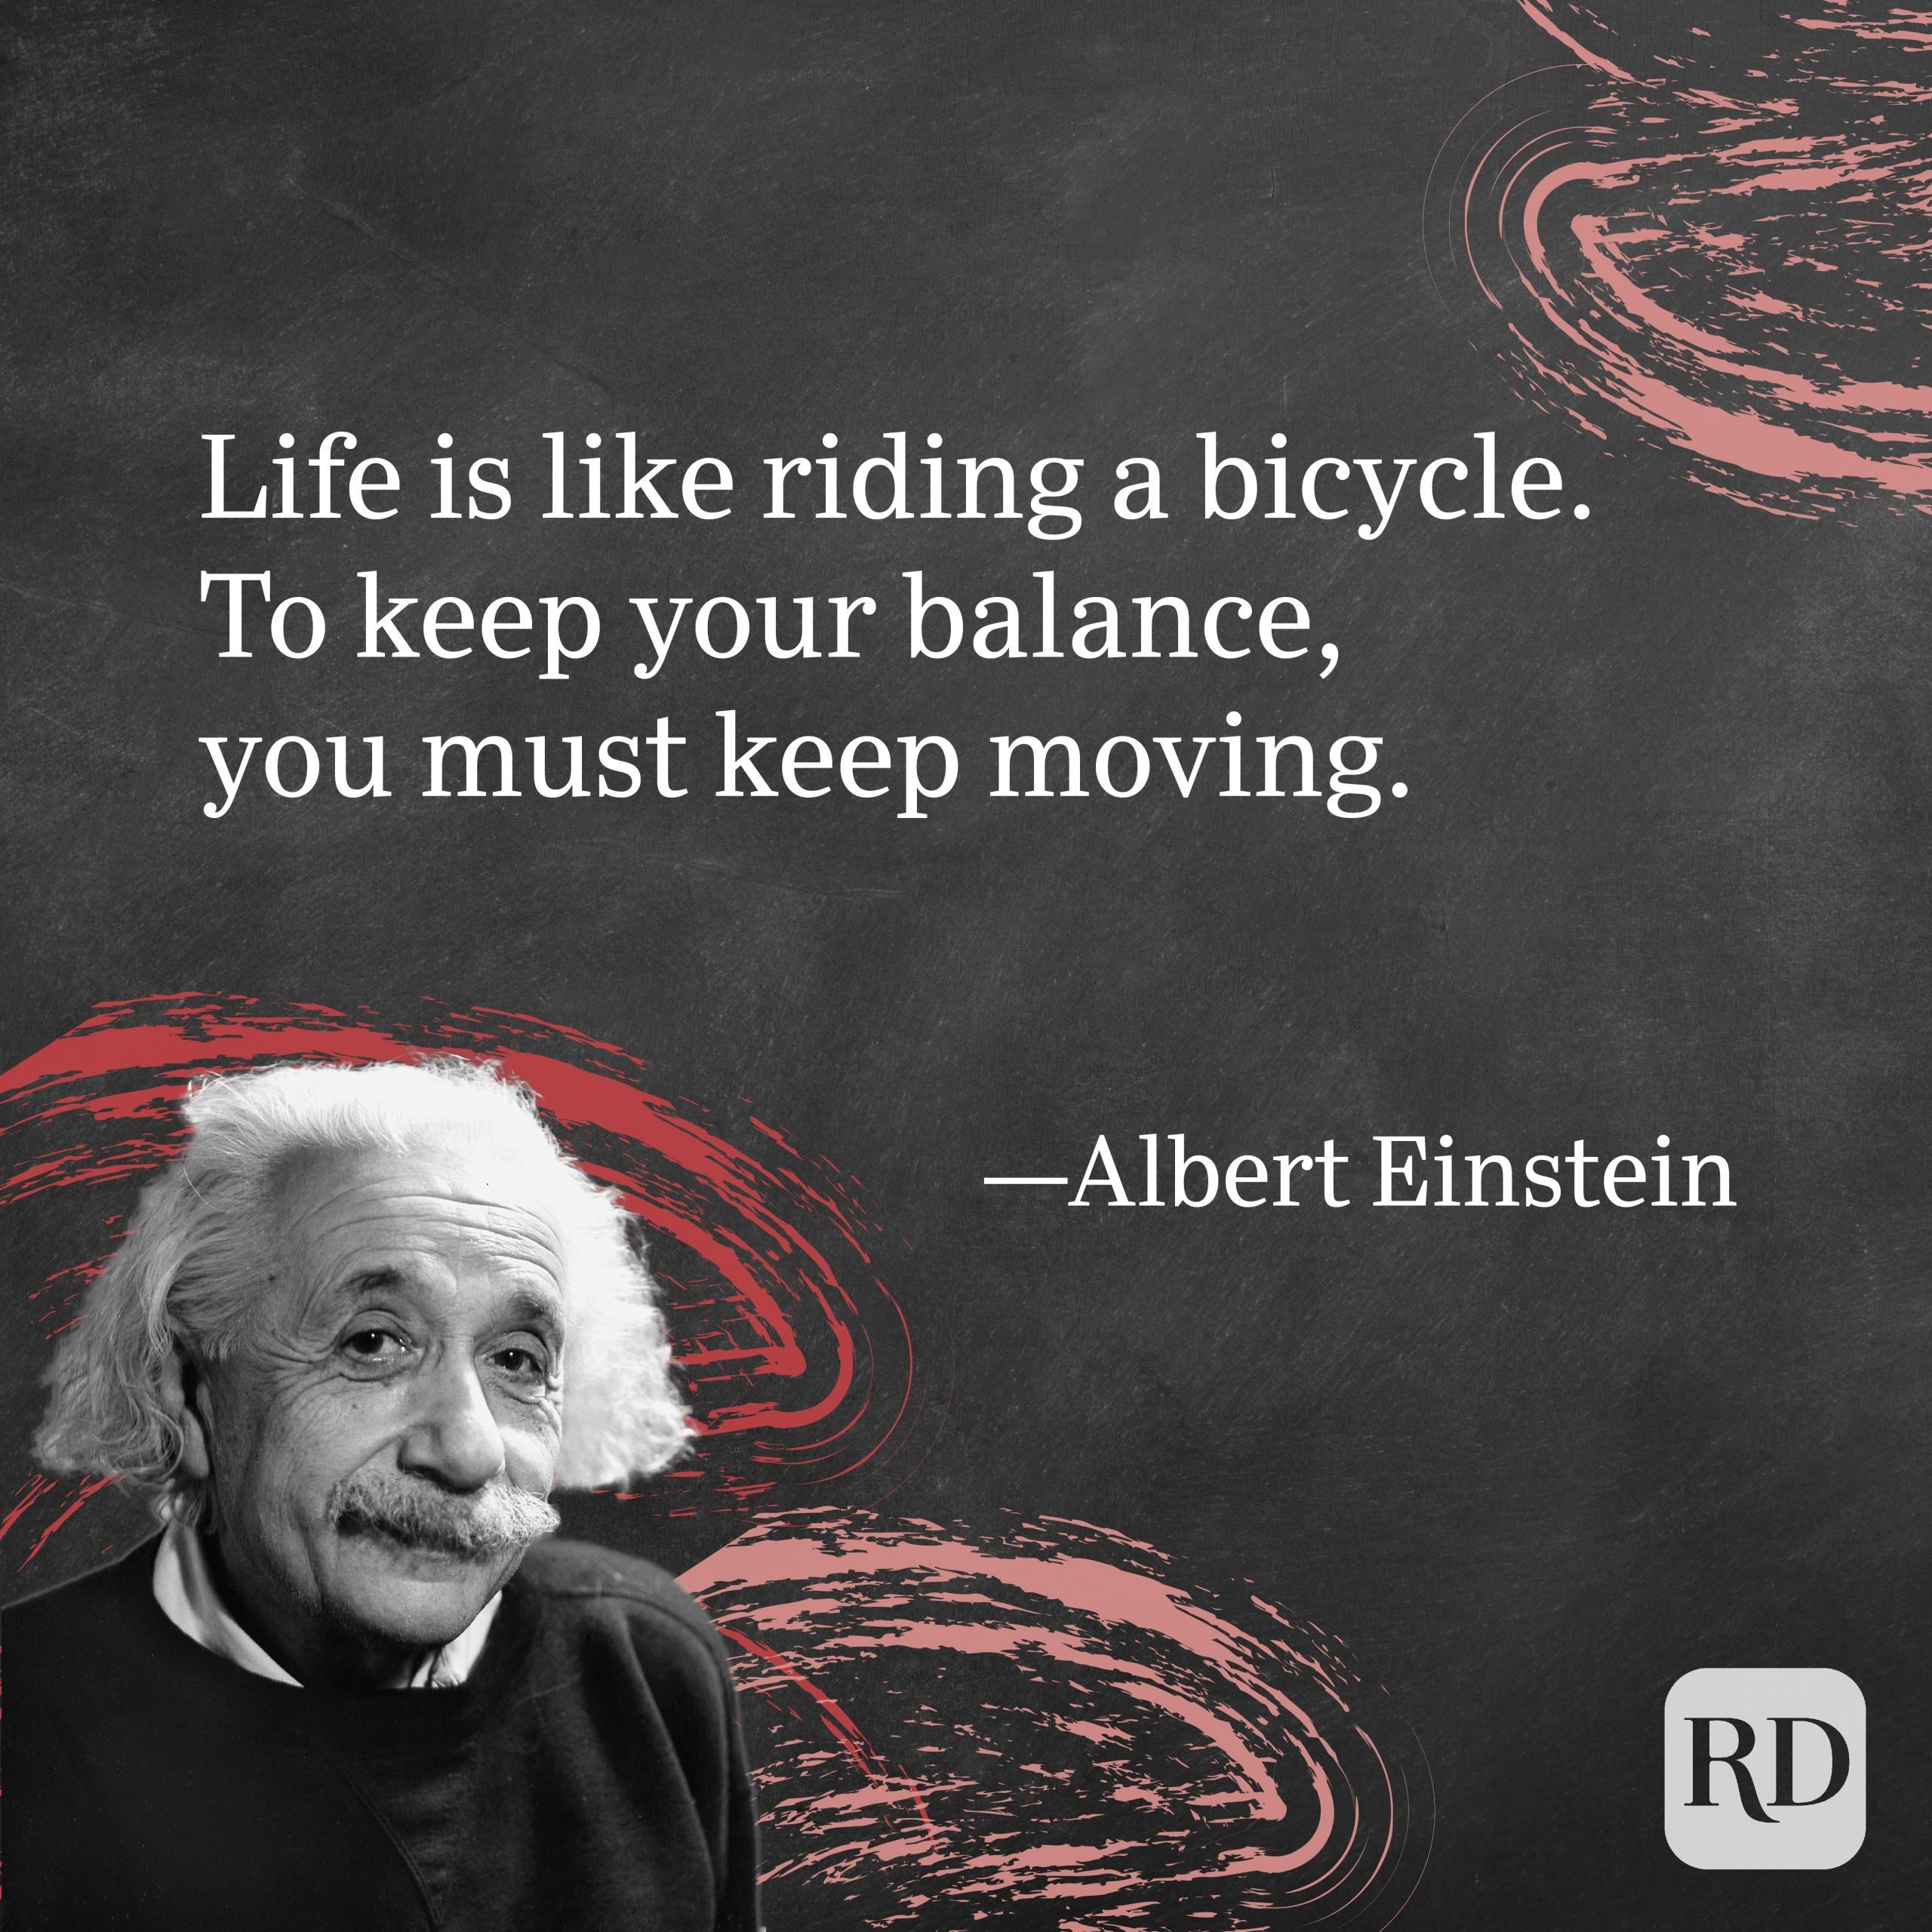 Life is like riding a bicycle.
To keep your balance,
you must keep moving.
—Albert Einstein
RD